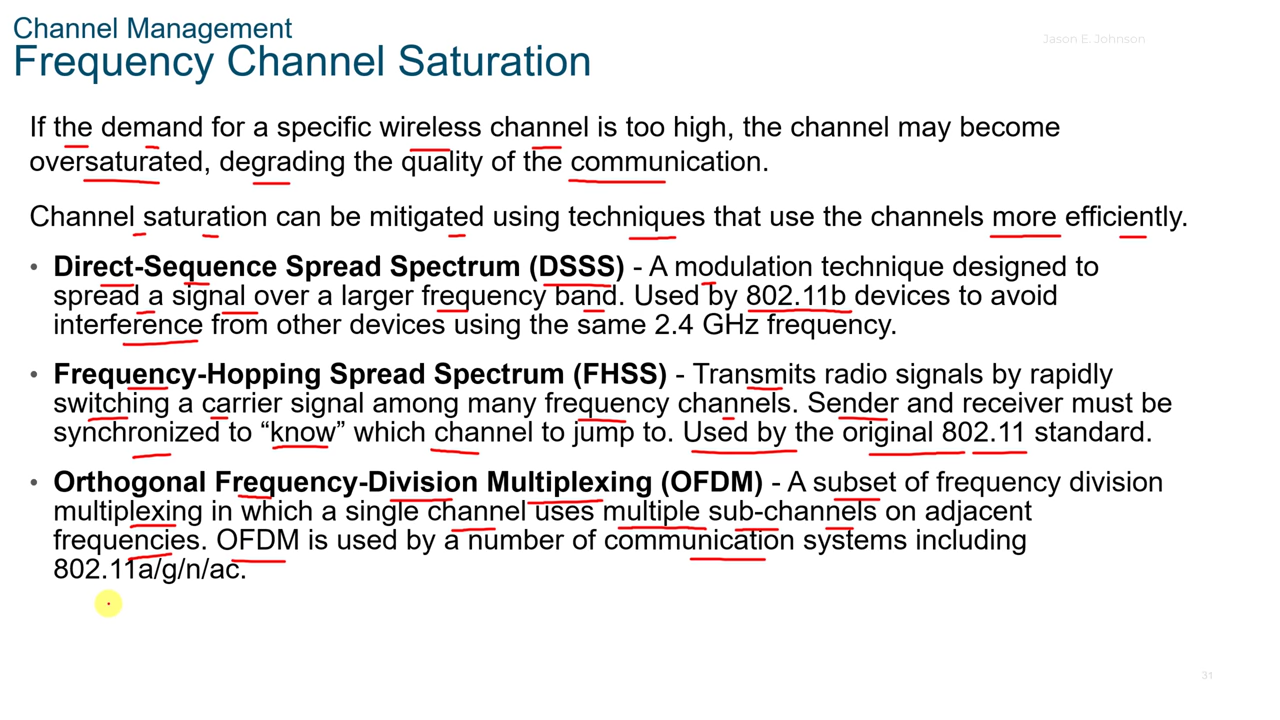 Channel Management
Jason E. Johnson
Frequency Channel Saturation
If the demand for a specific wireless channel is too high, the channel may become
oversaturated, degrading the quality of the communication.
Channel saturation can be mitigated using techniques that use the channels more efficiently.
• Direct-Sequence Spread Spectrum (DSSS) - A modulation technique designed to
spread a signal over a larger frequency band. Used by 802.11b devices to avoid
interference from other devices using the same 2.4 GHz frequency.
• Frequency-Hopping Spread Spectrum (FHSS) - Transmits radio signals by rapidly
switching a carrier signal among many frequency channels. Sender and receiver must be
synchronized to “know” which channel to jump to. Used by the original 802.11 standard.
• Orthogonal Frequency-Division Multiplexing (OFDM) - A subset of frequency division
multiplexing in which a single channel uses multiple sub-channels on adjacent
frequencies. OFDM is used by a number of communication systems including
802.11a/g/n/ac.
31